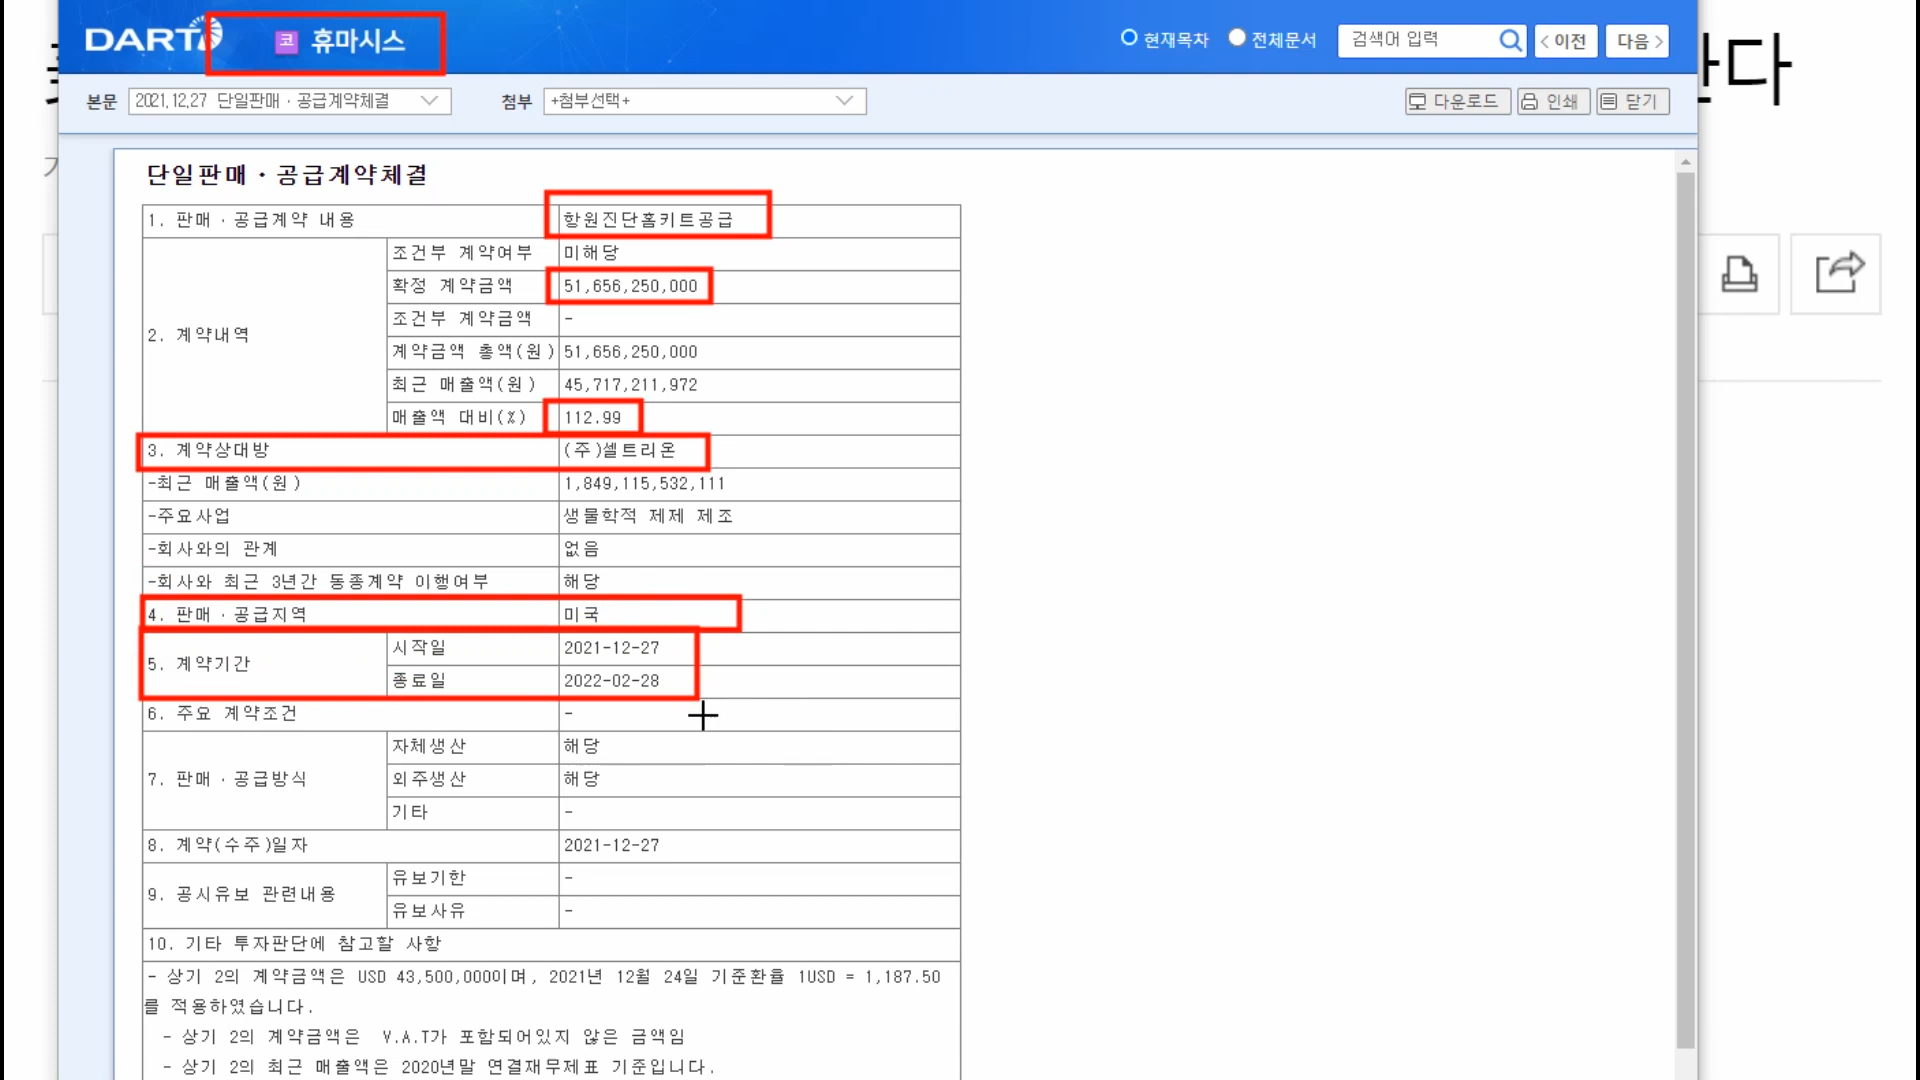 DART 코 휴마시스 현재목차 전체문서 검색어 입력 이전 다음
본문 2021.12.27 단일판매 · 공급계약체결 첨부 +첨부선택+ 다운로드 인쇄 닫기
단일판매 · 공급계약체결
1. 판매 · 공급계약 내용 항원진단홈키트공급
2. 계약내역 조건부 계약여부 미해당
확정 계약금액 51,656,250,000
조건부 계약금액 -
계약금액 총액(원) 51,656,250,000
최근 매출액(원) 45,717,211,972
매출액 대비(%) 112.99
3. 계약상대방 (주)셀트리온
-최근 매출액(원) 1,849,115,532,111
-주요사업 생물학적 제제 제조
-회사와의 관계 없음
-회사와 최근 3년간 동종계약 이행여부 해당
4. 판매 · 공급지역 미국
5. 계약기간 시작일 2021-12-27
종료일 2022-02-28
6. 주요 계약조건 -
7. 판매 · 공급방식 자체생산 해당
외주생산 해당
기타 -
8. 계약(수주)일자 2021-12-27
9. 공시유보 관련내용 유보기한 -
유보사유 -
10. 기타 투자판단에 참고할 사항
- 상기 2의 계약금액은 USD 43,500,000이며, 2021년 12월 24일 기준환율 1USD = 1,187.50
를 적용하였습니다.
- 상기 2의 계약금액은 V.A.T가 포함되어있지 않은 금액임
- 상기 2의 최근 매출액은 2020년말 연결재무제표 기준입니다.